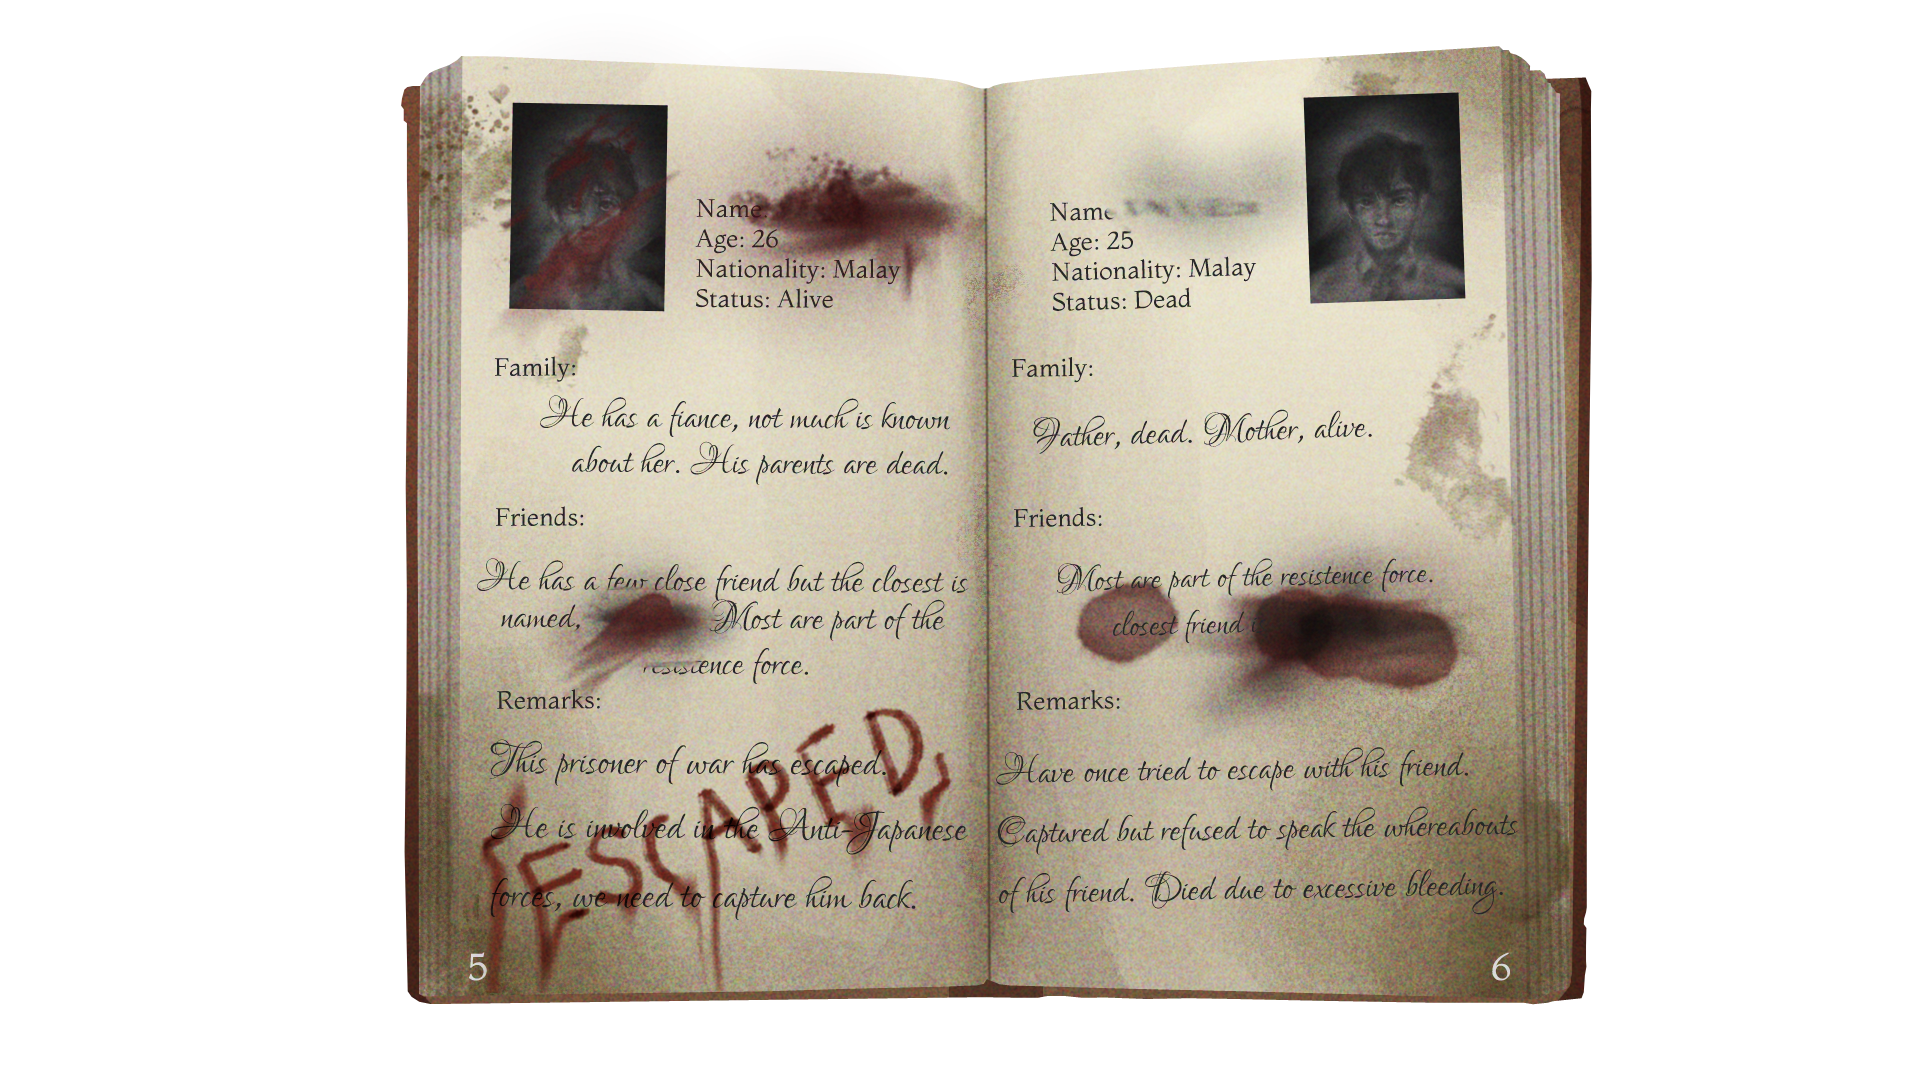 Name:
Age: 26
Nationality: Malay
Status: Alive
Family:
He has a fiance, not much is known
about her. His parents are dead.
Friends:
He has a few close friend but the closest is
named, Most are part of the
resistence force.
Remarks:
This prisoner of war has escaped.
He is involved in the Anti-Japanese
forces, we need to capture him back.
ESCAPED
5
Name
Age: 25
Nationality: Malay
Status: Dead
Family:
Father, dead. Mother, alive.
Friends:
Most are part of the resistence force.
closest friend
Remarks:
Have once tried to escape with his friend.
Captured but refused to speak the whereabouts
of his friend. Died due to excessive bleeding.
6